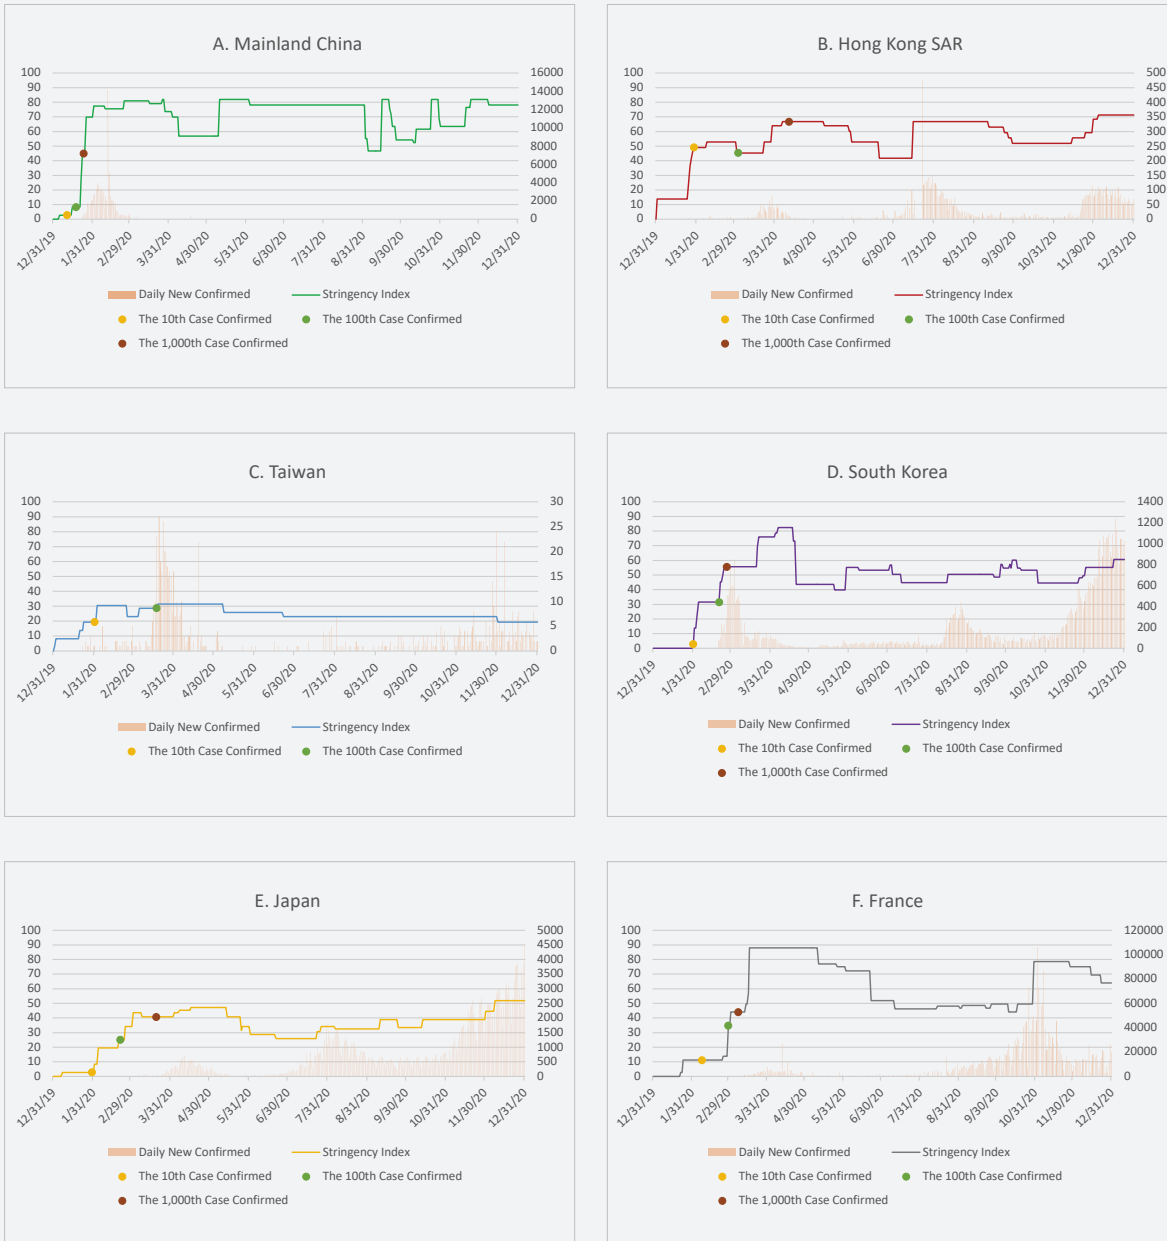 A. Mainland China
100 90 80 70 60 50 40 30 20 10 0
16000 14000 12000 10000 8000 6000 4000 2000 0
12/31/19 1/31/20 2/29/20 3/31/20 4/30/20 5/31/20 6/30/20 7/31/20 8/31/20 9/30/20 10/31/20 11/30/20 12/31/20
Daily New Confirmed Stringency Index
The 10th Case Confirmed The 100th Case Confirmed
The 1,000th Case Confirmed
B. Hong Kong SAR
100 90 80 70 60 50 40 30 20 10 0
500 450 400 350 300 250 200 150 100 50 0
12/31/19 1/31/20 2/29/20 3/31/20 4/30/20 5/31/20 6/30/20 7/31/20 8/31/20 9/30/20 10/31/20 11/30/20 12/31/20
Daily New Confirmed Stringency Index
The 10th Case Confirmed The 100th Case Confirmed
The 1,000th Case Confirmed
C. Taiwan
100 90 80 70 60 50 40 30 20 10 0
30 25 20 15 10 5 0
12/31/19 1/31/20 2/29/20 3/31/20 4/30/20 5/31/20 6/30/20 7/31/20 8/31/20 9/30/20 10/31/20 11/30/20 12/31/20
Daily New Confirmed Stringency Index
The 10th Case Confirmed The 100th Case Confirmed
D. South Korea
100 90 80 70 60 50 40 30 20 10 0
1400 1200 1000 800 600 400 200 0
12/31/19 1/31/20 2/29/20 3/31/20 4/30/20 5/31/20 6/30/20 7/31/20 8/31/20 9/30/20 10/31/20 11/30/20 12/31/20
Daily New Confirmed Stringency Index
The 10th Case Confirmed The 100th Case Confirmed
The 1,000th Case Confirmed
E. Japan
100 90 80 70 60 50 40 30 20 10 0
5000 4500 4000 3500 3000 2500 2000 1500 1000 500 0
12/31/19 1/31/20 2/29/20 3/31/20 4/30/20 5/31/20 6/30/20 7/31/20 8/31/20 9/30/20 10/31/20 11/30/20 12/31/20
Daily New Confirmed Stringency Index
The 10th Case Confirmed The 100th Case Confirmed
The 1,000th Case Confirmed
F. France
100 90 80 70 60 50 40 30 20 10 0
120000 100000 80000 60000 40000 20000 0
12/31/19 1/31/20 2/29/20 3/31/20 4/30/20 5/31/20 6/30/20 7/31/20 8/31/20 9/30/20 10/31/20 11/30/20 12/31/20
Daily New Confirmed Stringency Index
The 10th Case Confirmed The 100th Case Confirmed
The 1,000th Case Confirmed